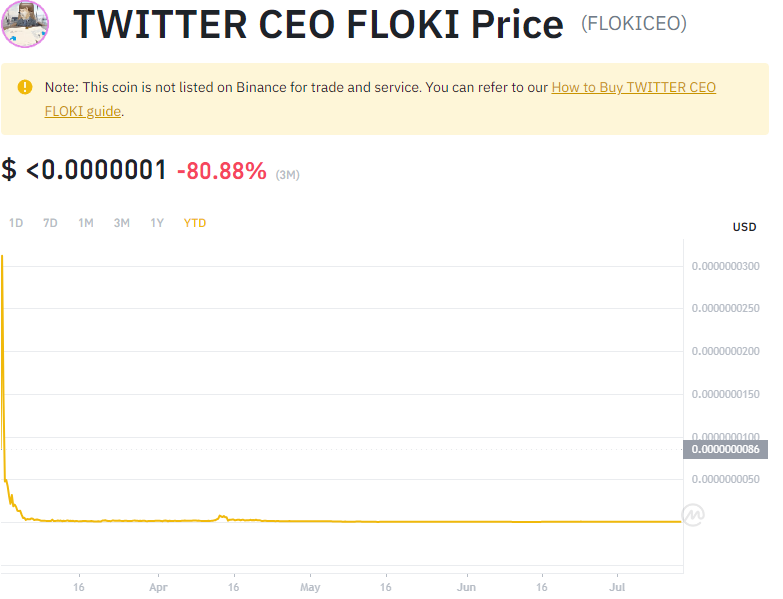 TWITTER CEO FLOKI Price (FLOKICEO)
Note: This coin is not listed on Binance for trade and service. You can refer to our How to Buy TWITTER CEO
FLOKI guide.
$ <0.0000001 -80.88% (3M)
1D 7D 1M 3M 1Y YTD
USD
0.0000000300
0.0000000250
0.0000000200
0.0000000150
0.0000000100
0.0000000086
0.0000000050
16 Apr 16 May 16 Jun 16 Jul